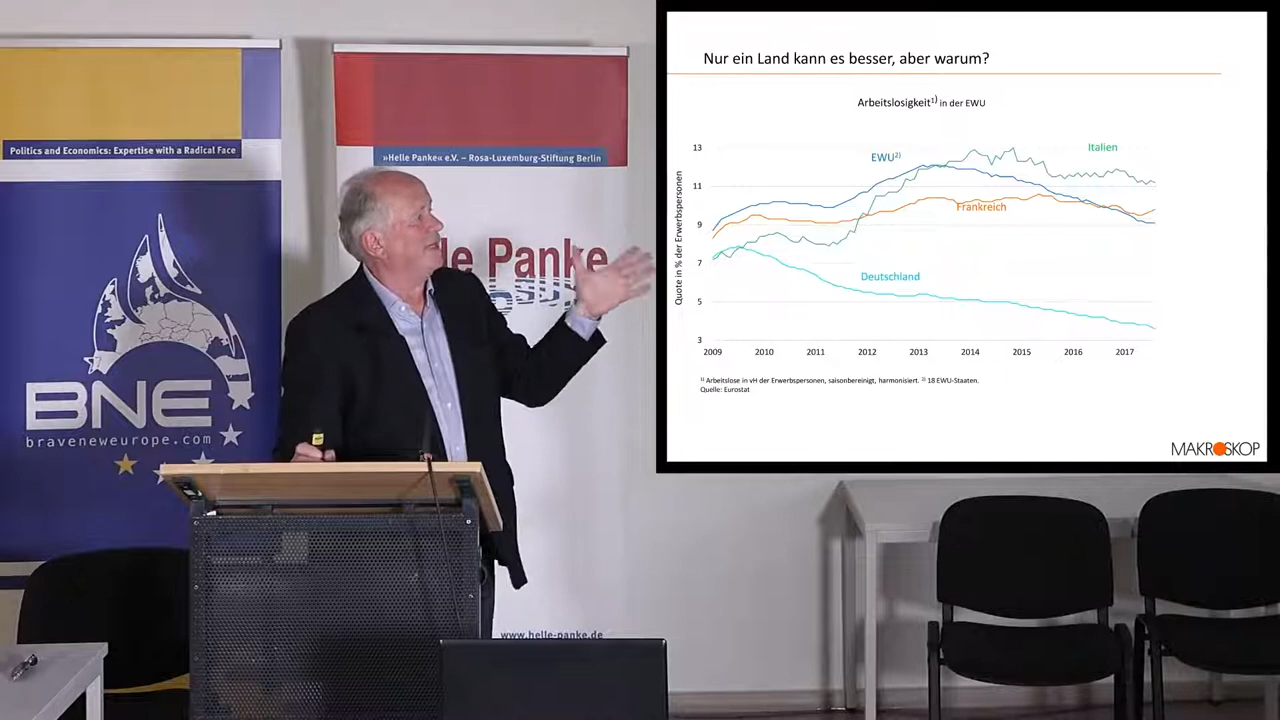 Politics and Economics: Expertise with a Radical Face
BNE
braveneweurope.com
»Helle Panke« e.V. – Rosa-Luxemburg-Stiftung Berlin
le Panke
www.helle-panke.de
Nur ein Land kann es besser, aber warum?
Arbeitslosigkeit1) in der EWU
Quote in % der Erwerbspersonen
13
11
9
7
5
3
EWU2)
Italien
Frankreich
Deutschland
2009 2010 2011 2012 2013 2014 2015 2016 2017
1) Arbeitslose in vH der Erwerbspersonen, saisonbereinigt, harmonisiert. 2) 18 EWU-Staaten.
Quelle: Eurostat
MAKROSKOP